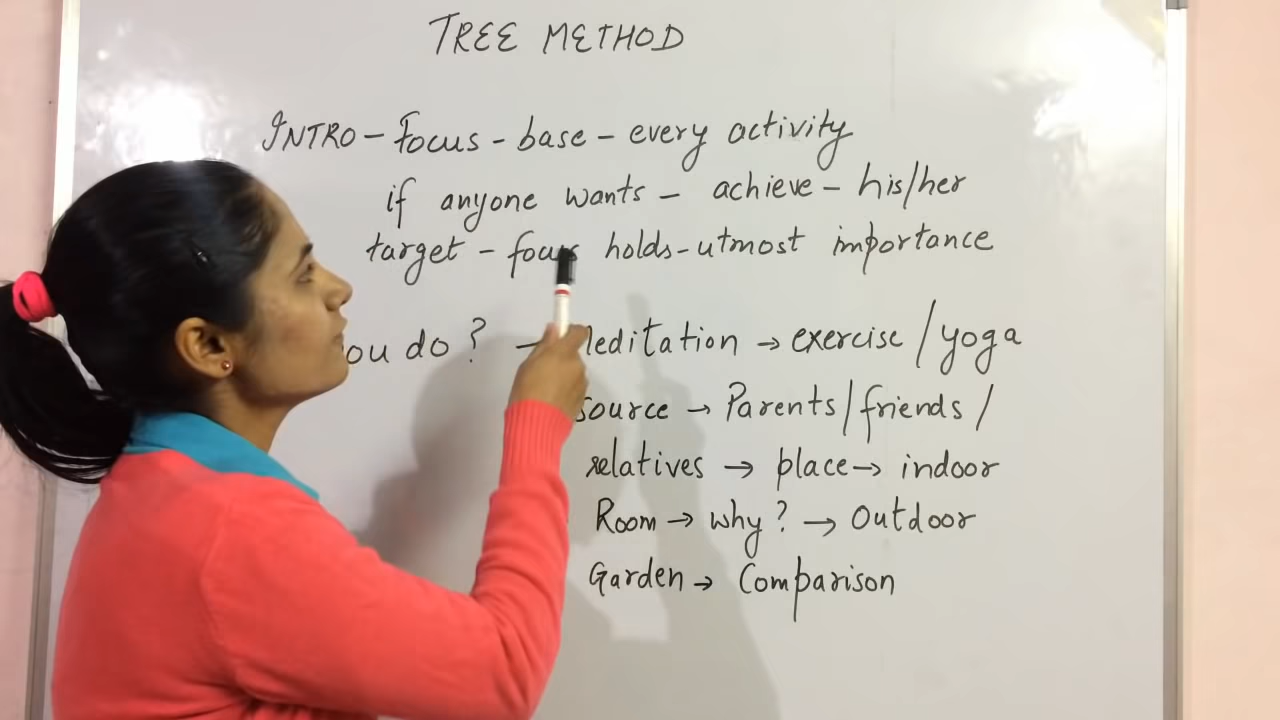 TREE METHOD
INTRO - Focus - base - every activity
if anyone wants - achieve - his/her
target - focus holds - utmost importance
do? → Meditation → exercise / yoga
source → Parents / friends /
relatives → place → indoor
Room → why? → Outdoor
Garden → Comparison